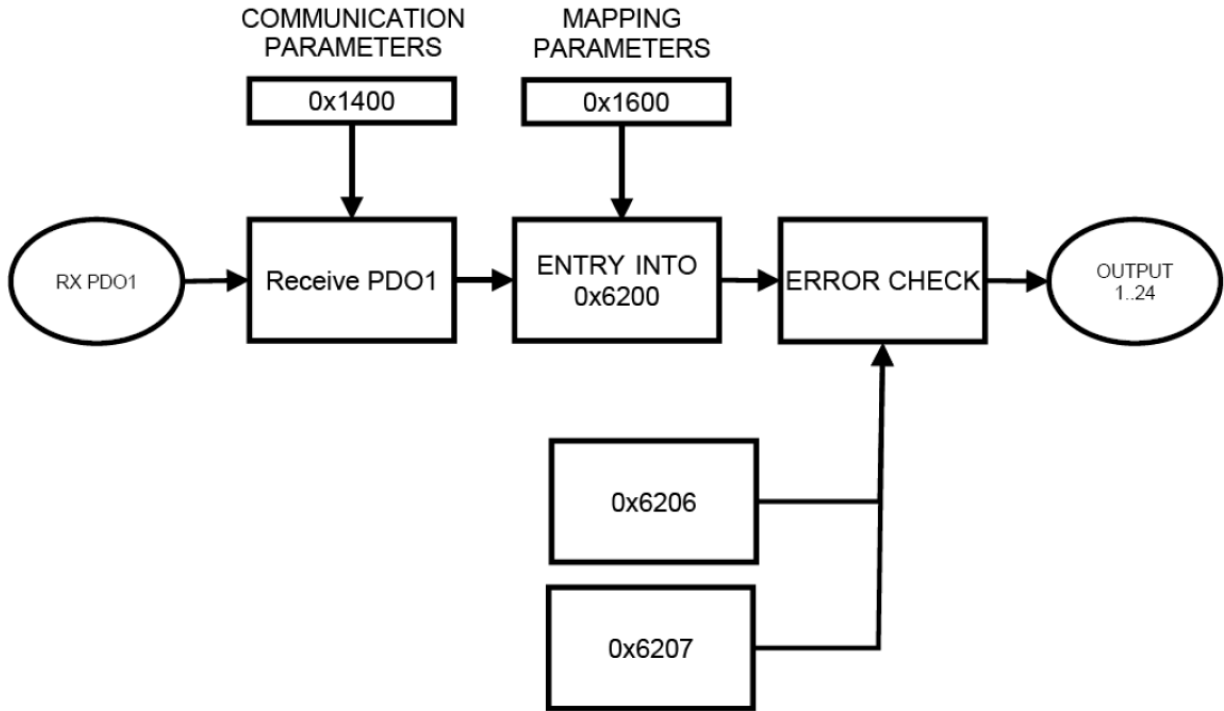 COMMUNICATION
PARAMETERS
MAPPING
PARAMETERS
0x1400
0x1600
RX PDO1
Receive PDO1
ENTRY INTO
0x6200
ERROR CHECK
OUTPUT
1..24
0x6206
0x6207